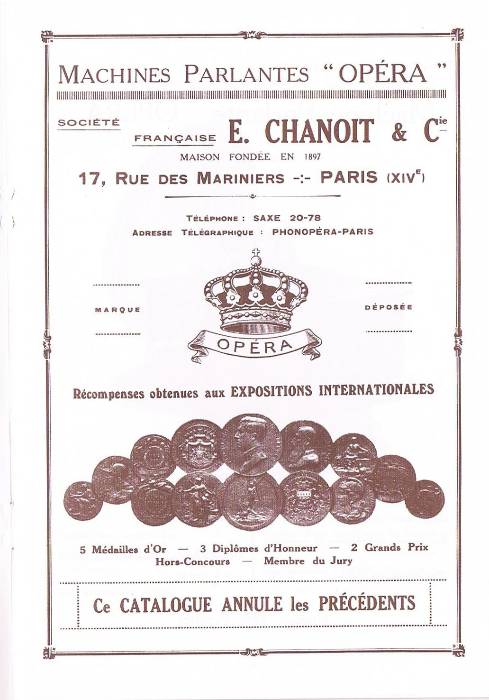 MACHINES PARLANTES “OPÉRA”
SOCIÉTÉ FRANÇAISE E. CHANOIT & Cie
MAISON FONDÉE EN 1897
17, RUE DES MARINIERS -:- PARIS (XIVe)
TÉLÉPHONE : SAXE 20-78
ADRESSE TÉLÉGRAPHIQUE : PHONOPÉRA-PARIS
MARQUE DÉPOSÉE
OPÉRA
Récompenses obtenues aux EXPOSITIONS INTERNATIONALES
5 Médailles d'Or — 3 Diplômes d'Honneur — 2 Grands Prix
Hors-Concours — Membre du Jury
Ce CATALOGUE ANNULE les PRÉCÉDENTS